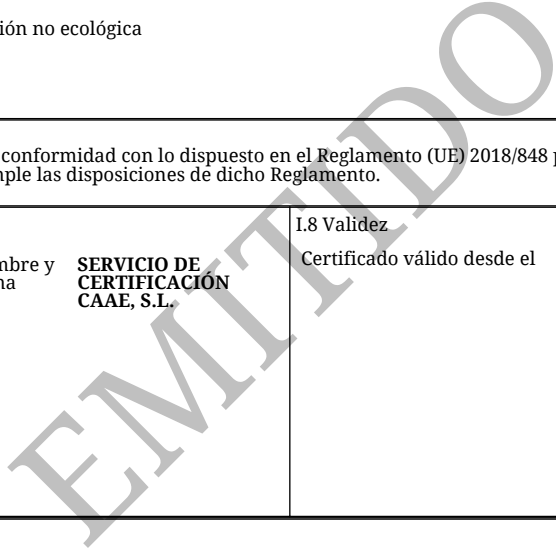 ión no ecológica
conformidad con lo dispuesto en el Reglamento (UE) 2018/848 p
mple las disposiciones de dicho Reglamento.
I.8 Validez
Certificado válido desde el
mbre y
na
SERVICIO DE
CERTIFICACIÓN
CAAE, S.L.
EMITIDO